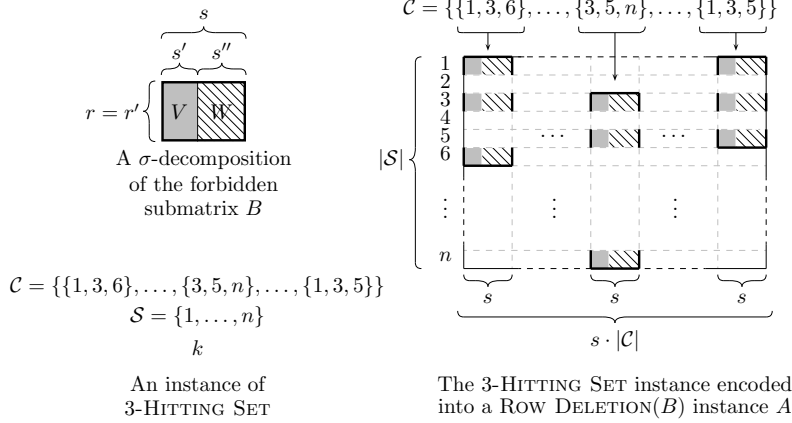 s
s′ s″
r = r′
V W
A σ-decomposition
of the forbidden
submatrix B
C = {{1, 3, 6}, . . . , {3, 5, n}, . . . , {1, 3, 5}}
S = {1, . . . , n}
k
An instance of
3-Hitting Set
C = {{1, 3, 6}, . . . , {3, 5, n}, . . . , {1, 3, 5}}
1
2
3
4
5 · · · · · ·
|S| 6
⋮ ⋮ ⋮
n
s s s
s · |C|
The 3-Hitting Set instance encoded
into a Row Deletion(B) instance A